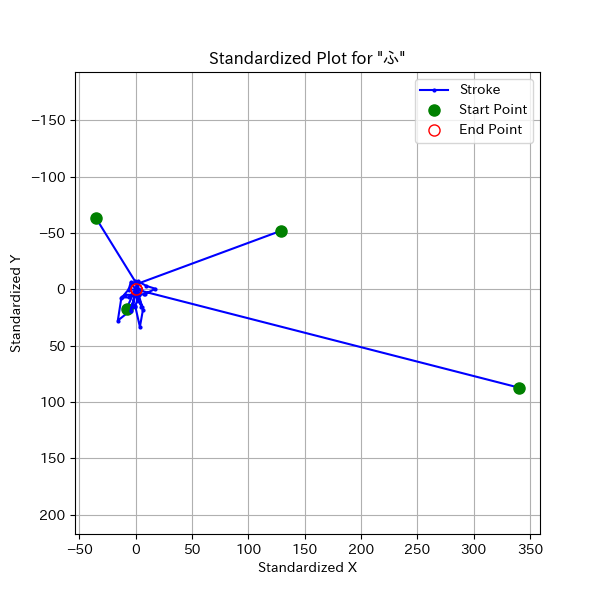 Standardized Plot for "ふ"
Stroke
Start Point
End Point
−150
−100
−50
0
50
100
150
200
Standardized Y
−50 0 50 100 150 200 250 300 350
Standardized X